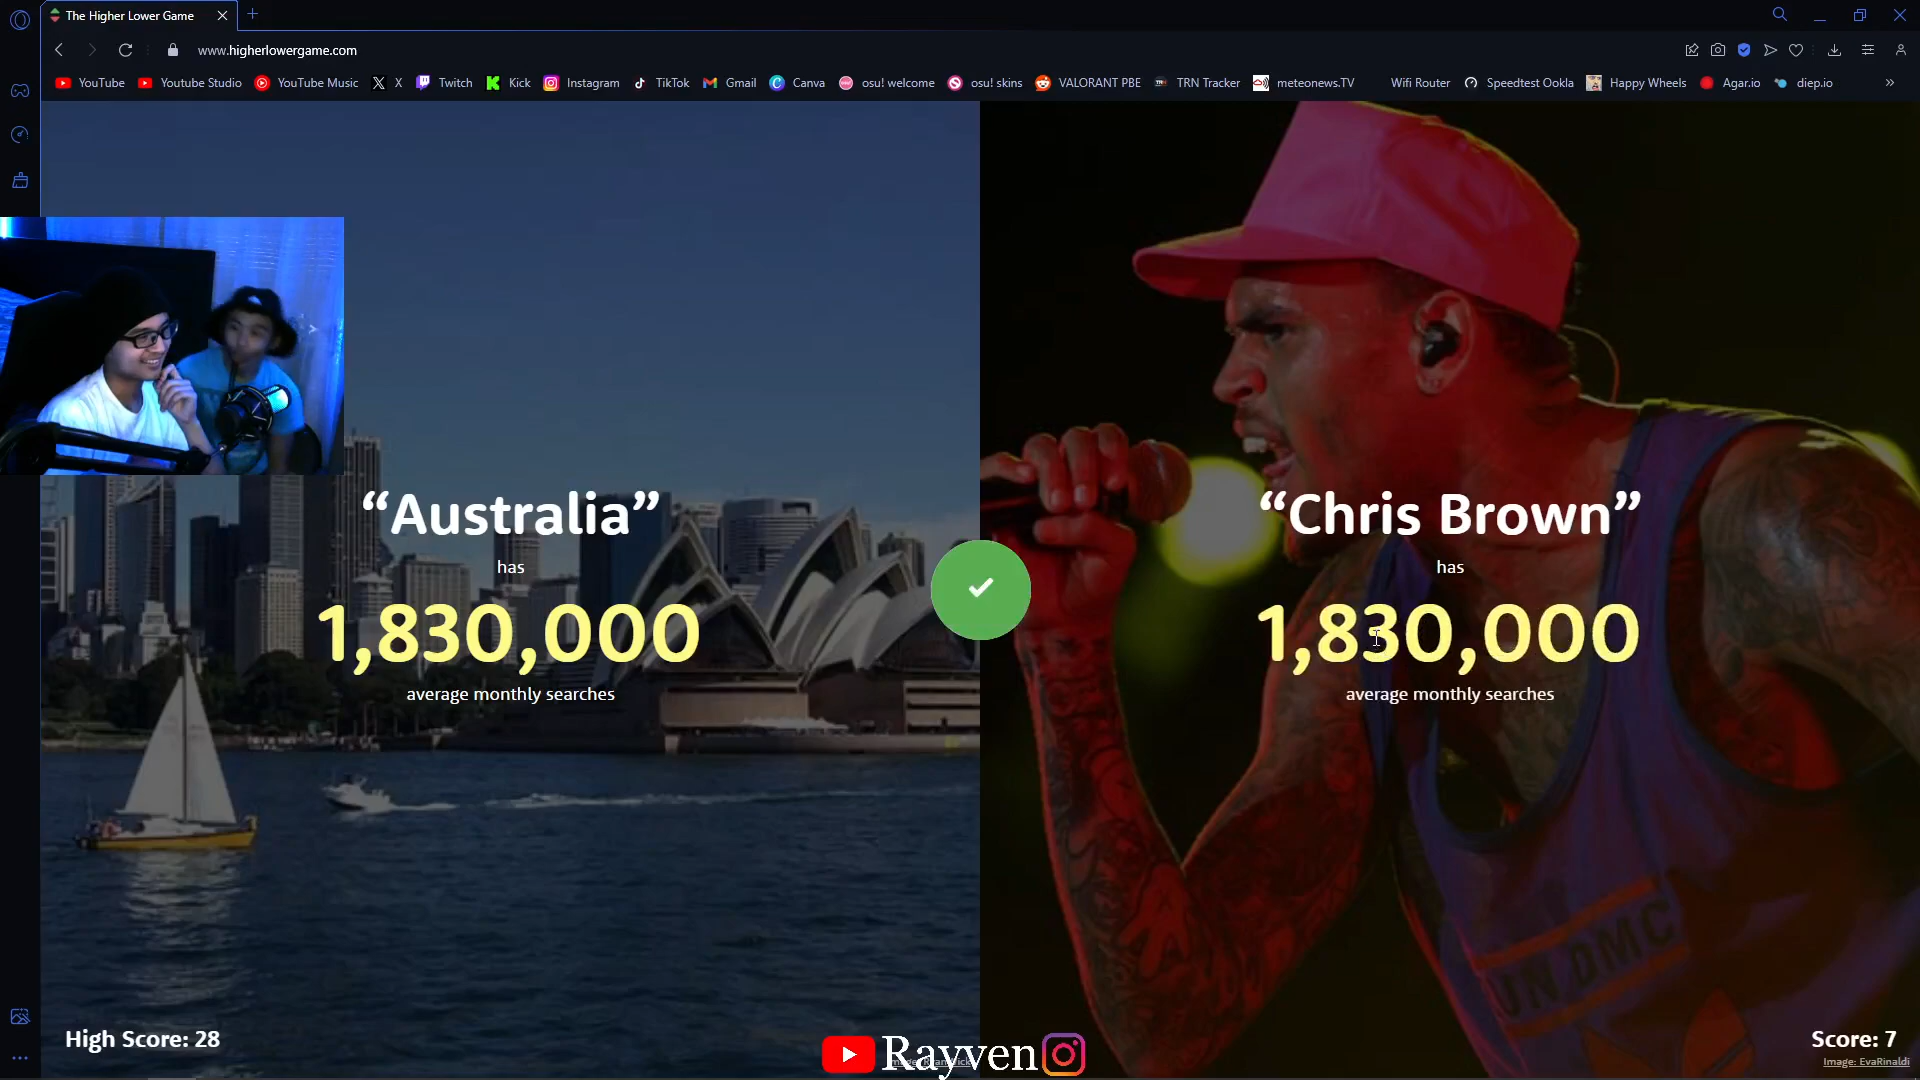 The Higher Lower Game
www.higherlowergame.com
YouTube Youtube Studio YouTube Music X Twitch Kick Instagram TikTok Gmail Canva osu! welcome osu! skins VALORANT PBE TRN Tracker meteonews.TV Wifi Router Speedtest Ookla Happy Wheels Agar.io diep.io »
“Australia”
has
1,830,000
average monthly searches
“Chris Brown”
has
1,830,000
average monthly searches
UN DMC
High Score: 28
Rayven
Score: 7
Image: EvaRinaldi